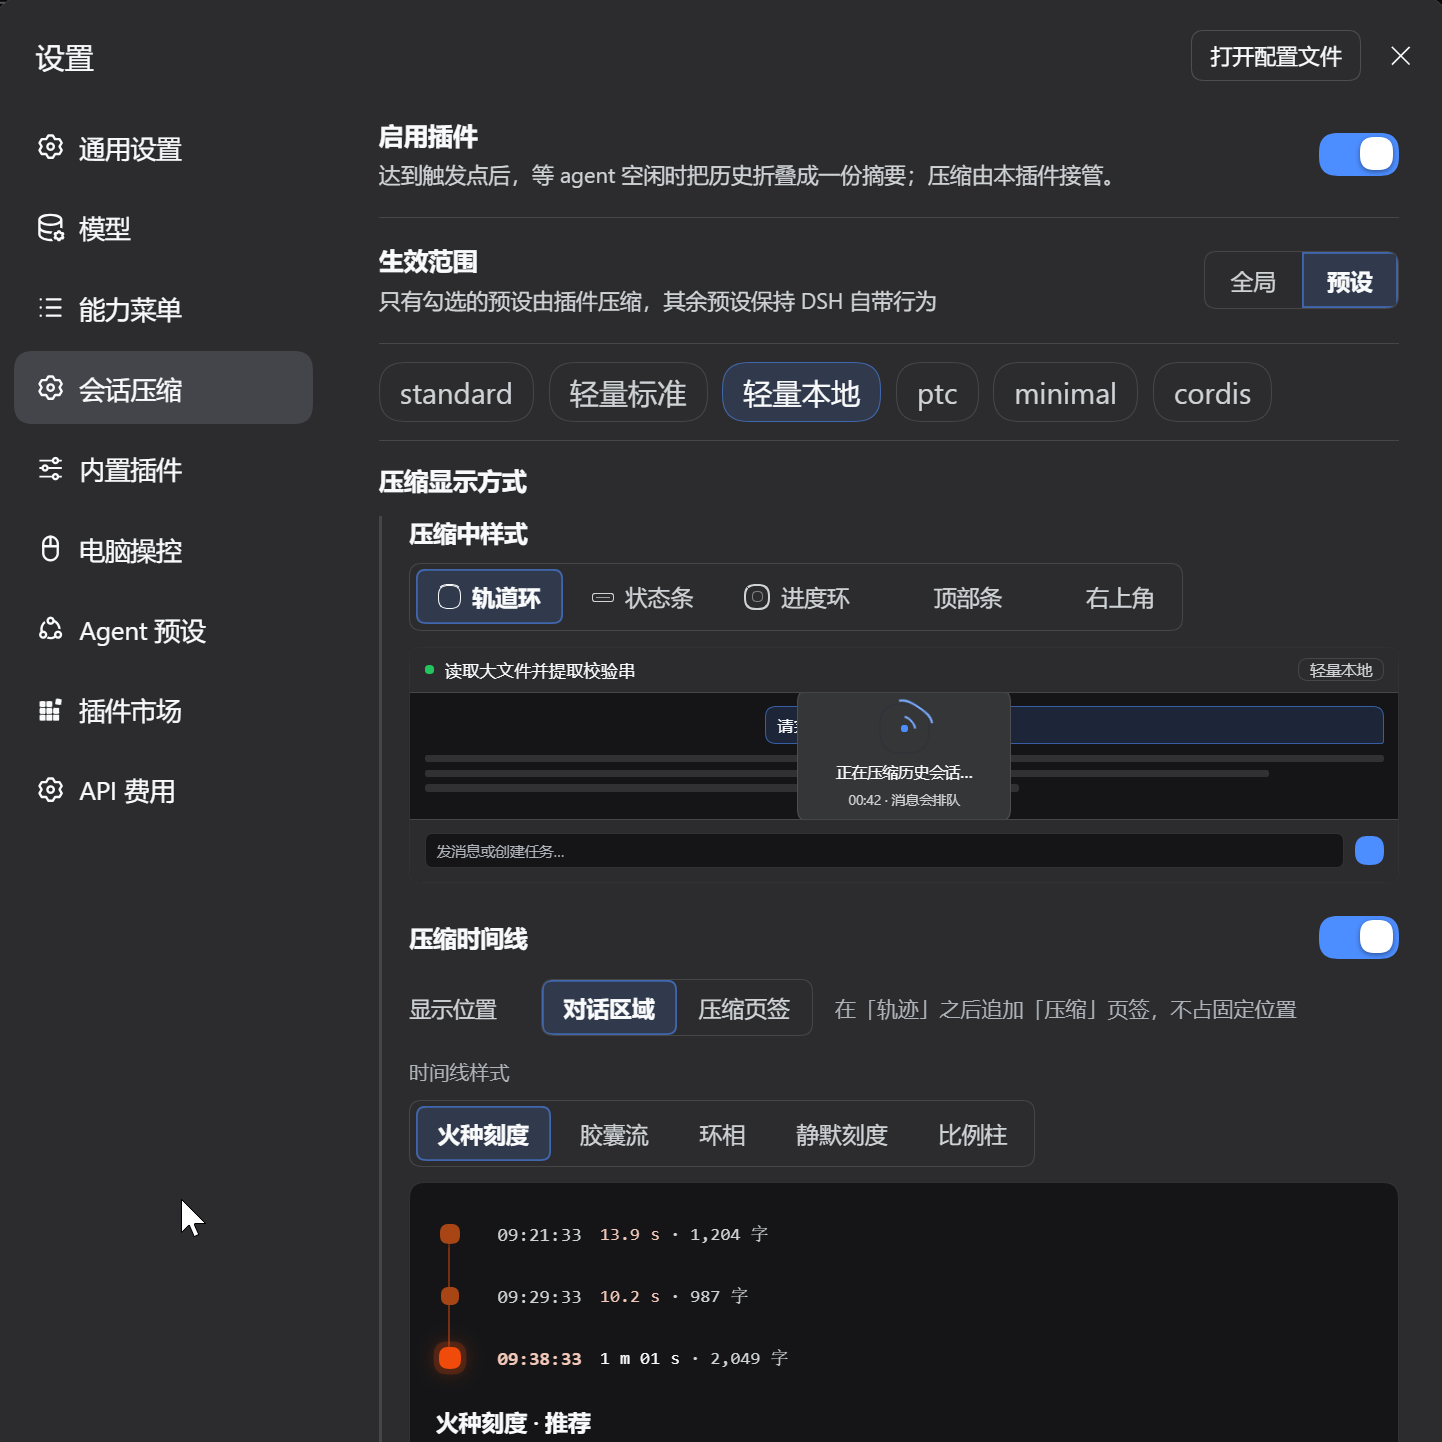 设置
打开配置文件
通用设置
模型
能力菜单
会话压缩
内置插件
电脑操控
Agent 预设
插件市场
API 费用
启用插件
达到触发点后，等 agent 空闲时把历史折叠成一份摘要；压缩由本插件接管。
生效范围
只有勾选的预设由插件压缩，其余预设保持 DSH 自带行为
全局 预设
standard 轻量标准 轻量本地 ptc minimal cordis
压缩显示方式
压缩中样式
轨道环 状态条 进度环 顶部条 右上角
读取大文件并提取校验串 轻量本地
请
正在压缩历史会话...
00:42 · 消息会排队
发消息或创建任务...
压缩时间线
显示位置 对话区域 压缩页签 在「轨迹」之后追加「压缩」页签，不占固定位置
时间线样式
火种刻度 胶囊流 环相 静默刻度 比例柱
09:21:33 13.9 s · 1,204 字
09:29:33 10.2 s · 987 字
09:38:33 1 m 01 s · 2,049 字
火种刻度 · 推荐